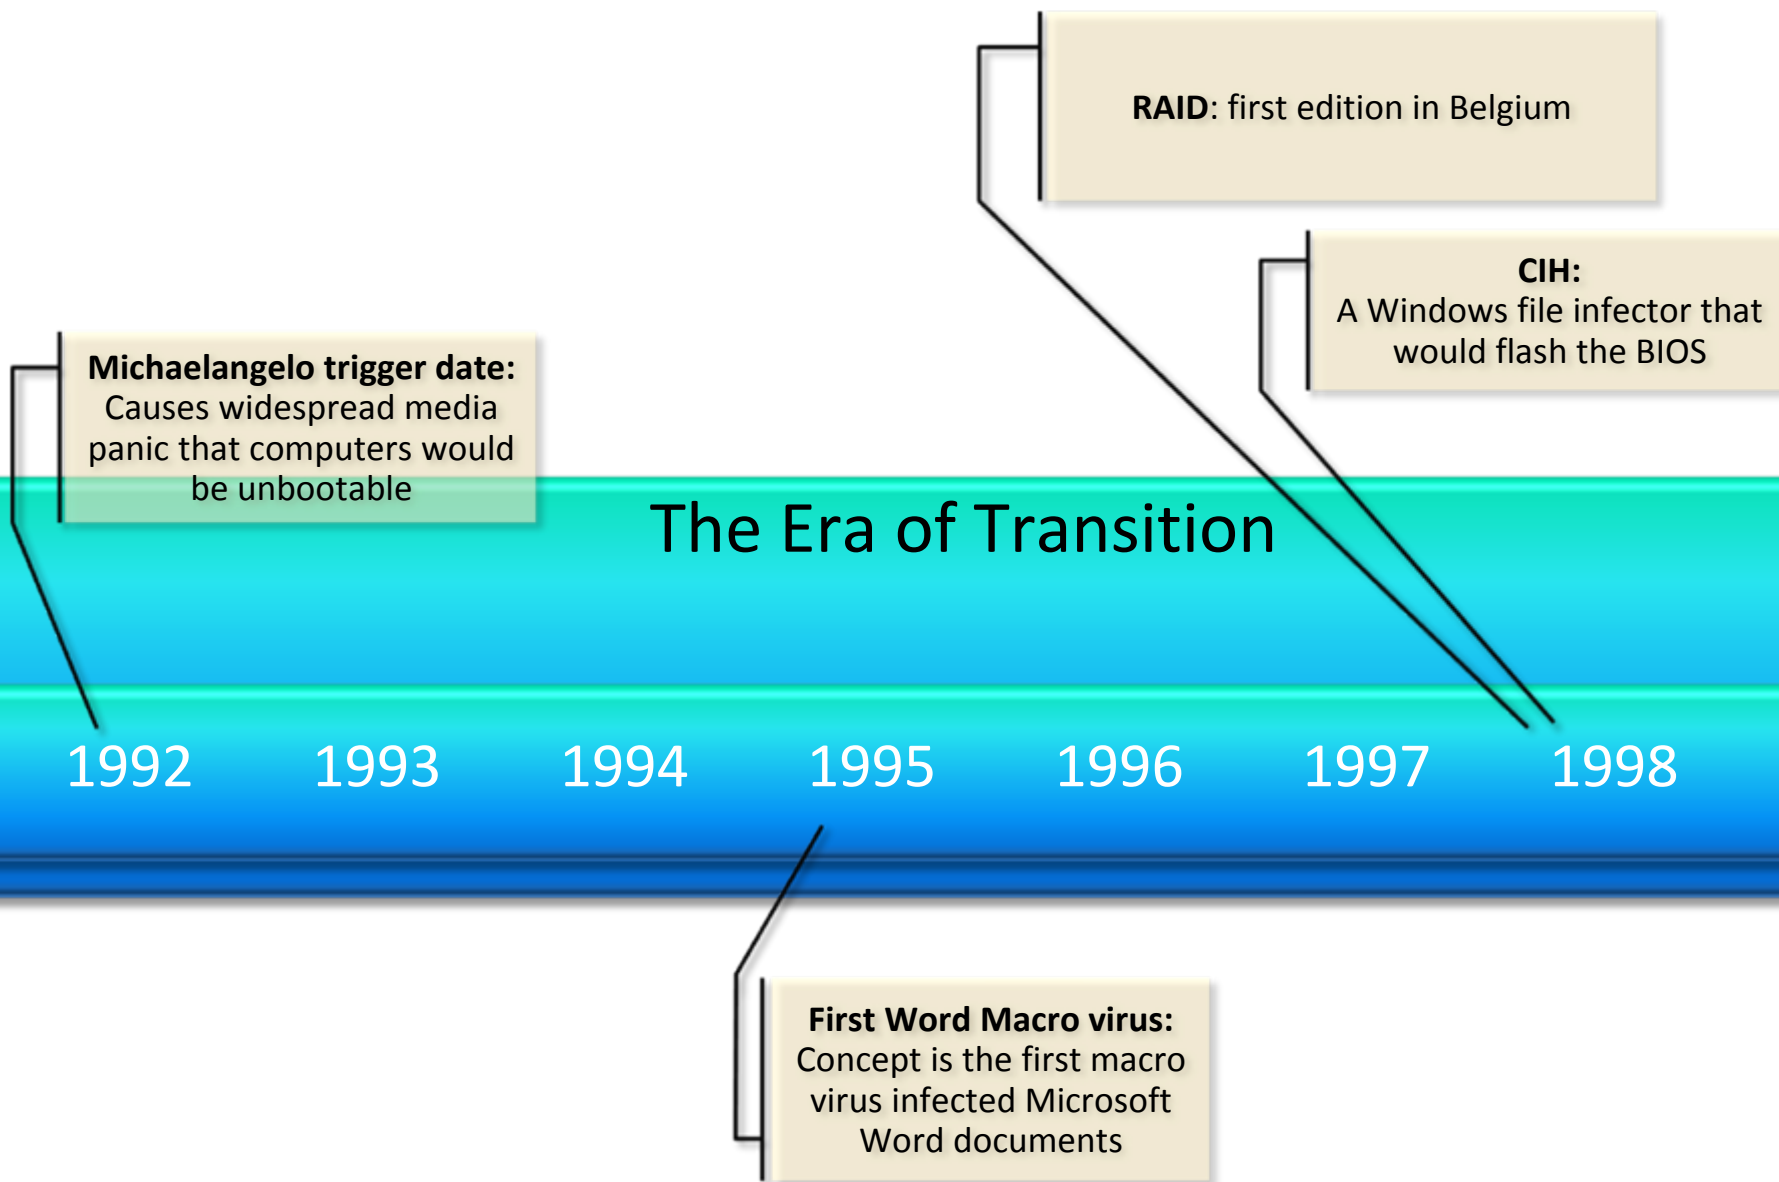 RAID: first edition in Belgium
CIH:
A Windows file infector that
would flash the BIOS
Michaelangelo trigger date:
Causes widespread media
panic that computers would
be unbootable
The Era of Transition
1992 1993 1994 1995 1996 1997 1998
First Word Macro virus:
Concept is the first macro
virus infected Microsoft
Word documents